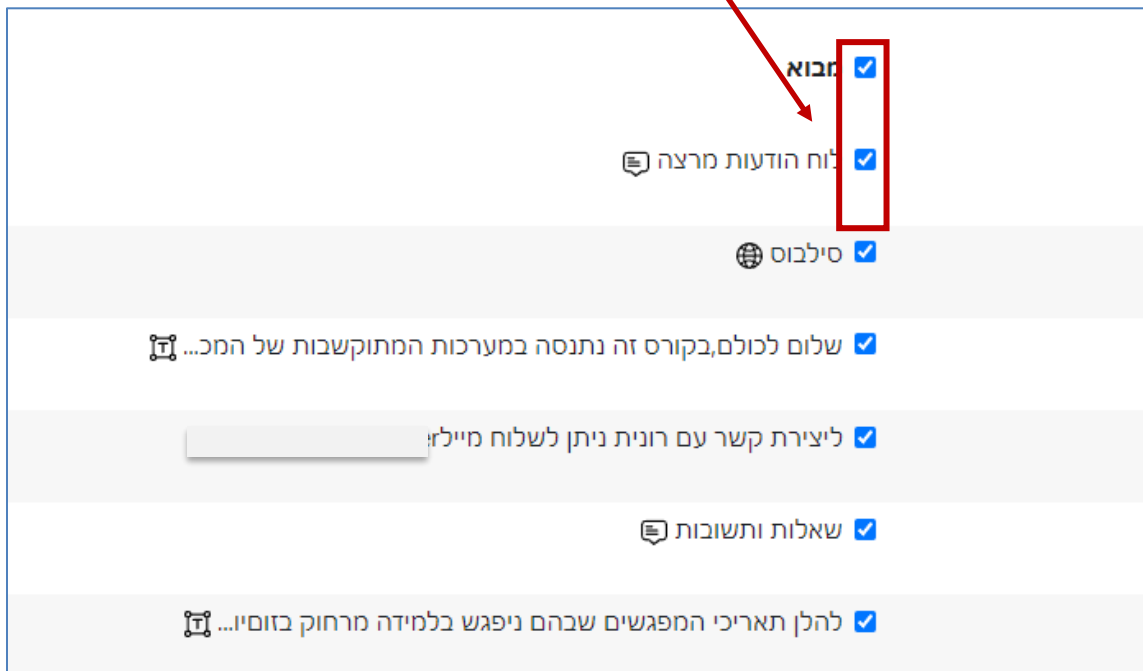 מבוא
לוח הודעות מרצה
סילבוס
שלום לכולם,בקורס זה נתנסה במערכות המתוקשבות של המכ...
ליצירת קשר עם רונית ניתן לשלוח מייל
שאלות ותשובות
להלן תאריכי המפגשים שבהם ניפגש בלמידה מרחוק בזוםיו...